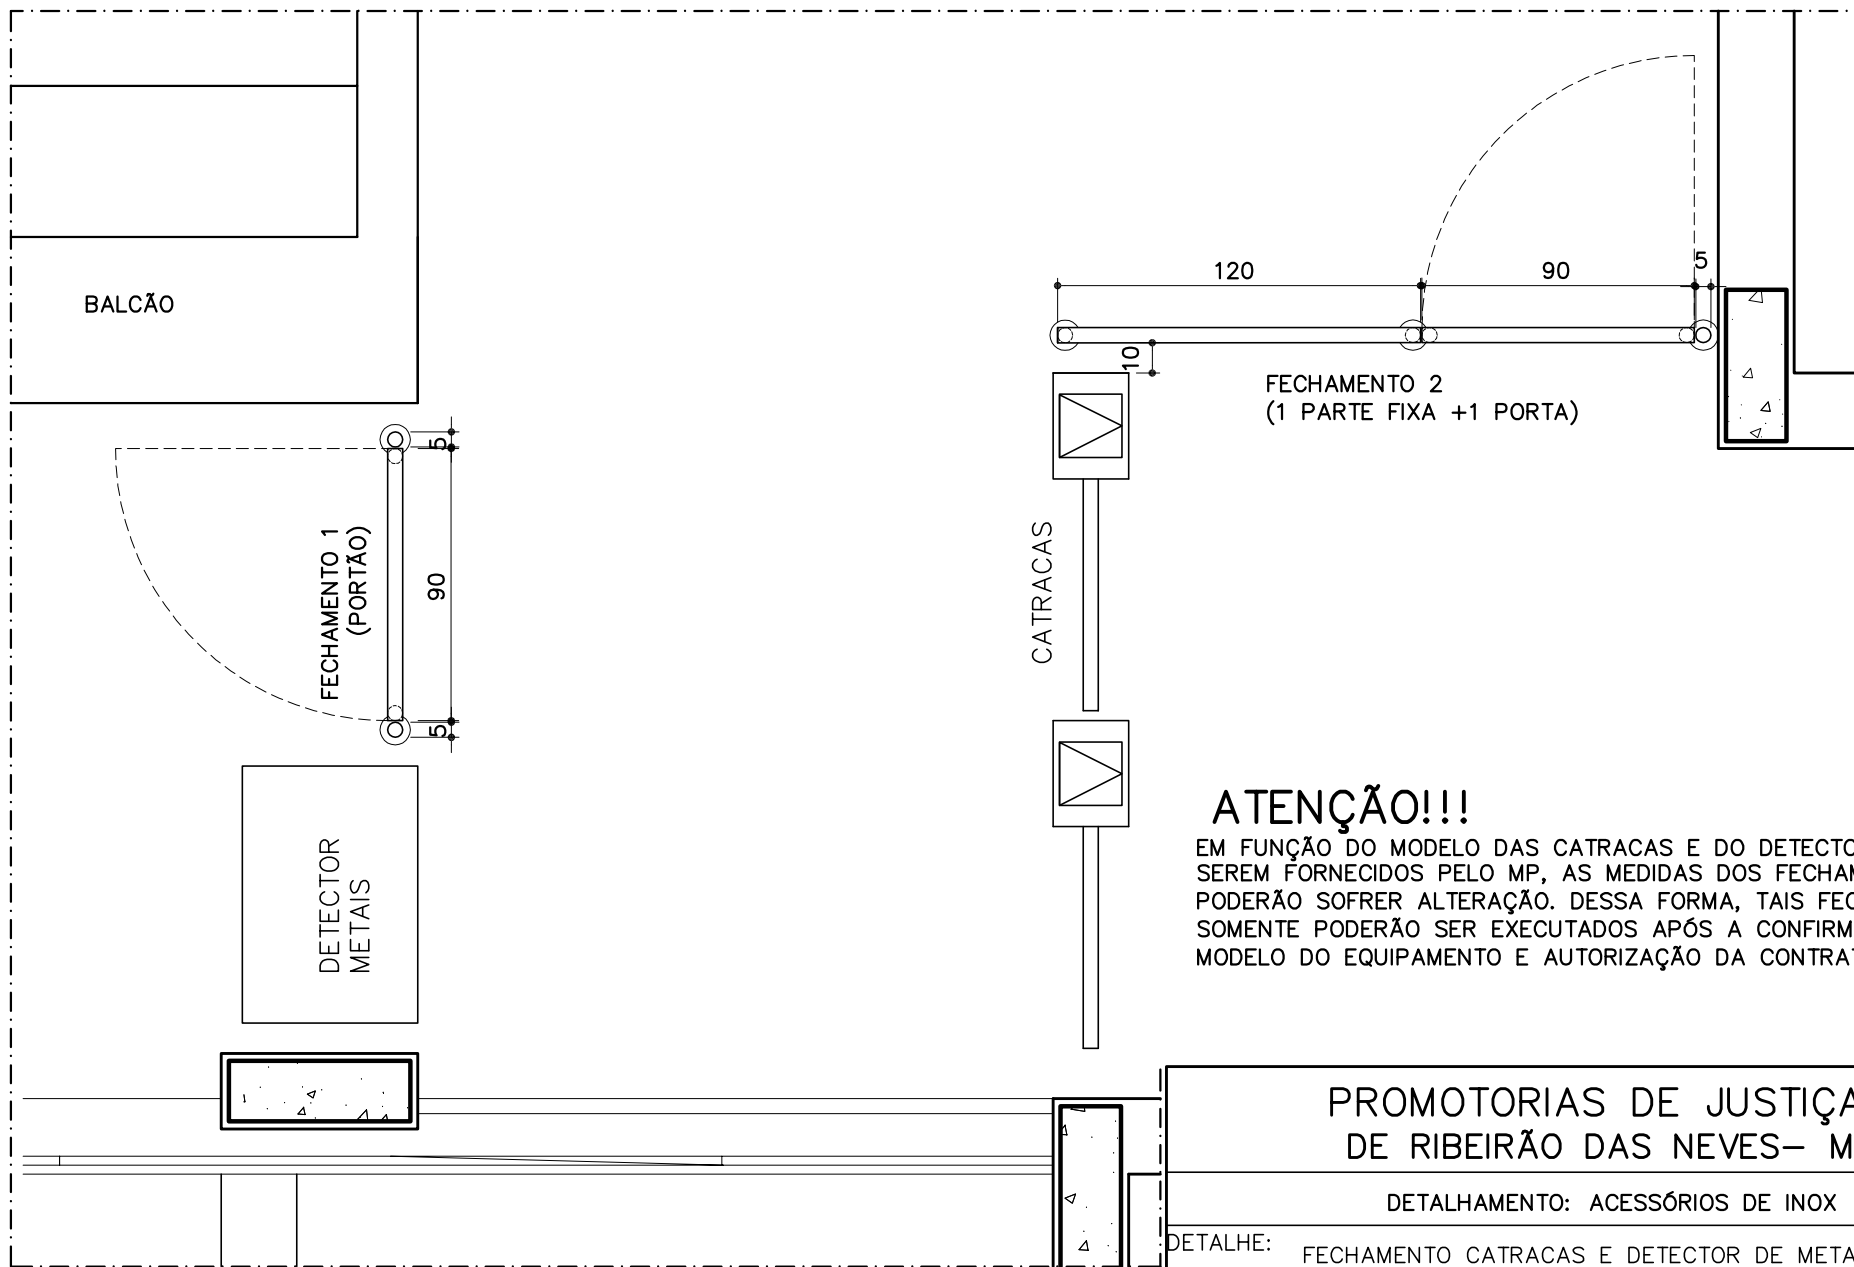 BALCÃO
120
90
5
10
FECHAMENTO 2
(1 PARTE FIXA +1 PORTA)
5
FECHAMENTO 1
(PORTÃO)
90
5
CATRACAS
DETECTOR
METAIS
ATENÇÃO!!!
EM FUNÇÃO DO MODELO DAS CATRACAS E DO DETECTO
SEREM FORNECIDOS PELO MP, AS MEDIDAS DOS FECHAM
PODERÃO SOFRER ALTERAÇÃO. DESSA FORMA, TAIS FEC
SOMENTE PODERÃO SER EXECUTADOS APÓS A CONFIRM
MODELO DO EQUIPAMENTO E AUTORIZAÇÃO DA CONTRAT
PROMOTORIAS DE JUSTIÇA
DE RIBEIRÃO DAS NEVES— M
DETALHAMENTO: ACESSÓRIOS DE INOX
DETALHE:
FECHAMENTO CATRACAS E DETECTOR DE META